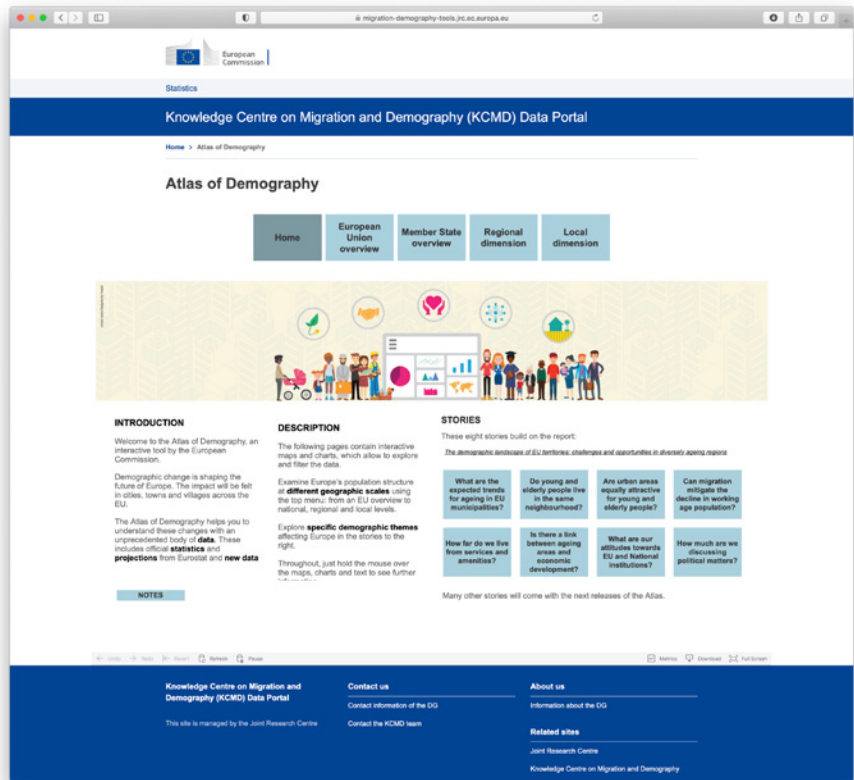 migration-demography-tools.jrc.ec.europa.eu
European
Commission
Statistics
Knowledge Centre on Migration and Demography (KCMD) Data Portal
Home > Atlas of Demography
Atlas of Demography
Home
European
Union
overview
Member State
overview
Regional
dimension
Local
dimension
INTRODUCTION
Welcome to the Atlas of Demography, an
interactive tool by the European
Commission.
Demographic change is shaping the
future of Europe. The impact will be felt
in cities, towns and villages across the
EU.
The Atlas of Demography helps you to
understand these changes with an
unprecedented body of data. These
includes official statistics and
projections from Eurostat and new data
NOTES
DESCRIPTION
The following pages contain interactive
maps and charts, which allow to explore
and filter the data.
Examine Europe's population structure
at different geographic scales using
the top menu: from an EU overview to
national, regional and local levels.
Explore specific demographic themes
affecting Europe in the stories to the
right.
Throughout, just hold the mouse over
the maps, charts and text to see further
STORIES
These eight stories build on the report:
The demographic landscape of EU territories: challenges and opportunities in diversely ageing regions
What are the
expected trends
for ageing in EU
municipalities?
Do young and
elderly people live
in the same
neighbourhood?
Are urban areas
equally attractive
for young and
elderly people?
Can migration
mitigate the
decline in working
age population?
How far do we live
from services and
amenities?
Is there a link
between ageing
areas and
economic
development?
What are our
attitudes towards
EU and National
institutions?
How much are we
discussing
political matters?
Many other stories will come with the next releases of the Atlas.
Undo Redo Revert Refresh Pause
Metrics Download Full Screen
Knowledge Centre on Migration and
Demography (KCMD) Data Portal
This site is managed by the Joint Research Centre
Contact us
Contact information of the DG
Contact the KCMD team
About us
Information about the DG
Related sites
Joint Research Centre
Knowledge Centre on Migration and Demography